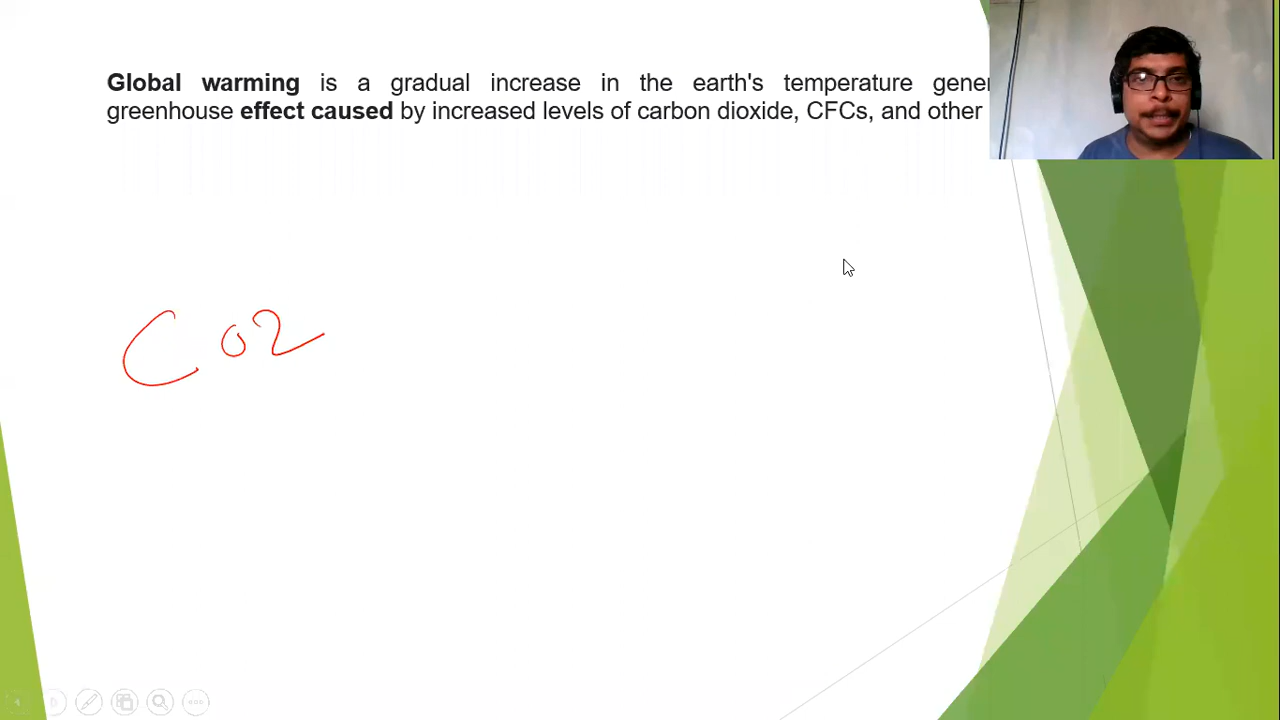 Global warming is a gradual increase in the earth's temperature
greenhouse effect caused by increased levels of carbon dioxide, CFCs, and other
Co2